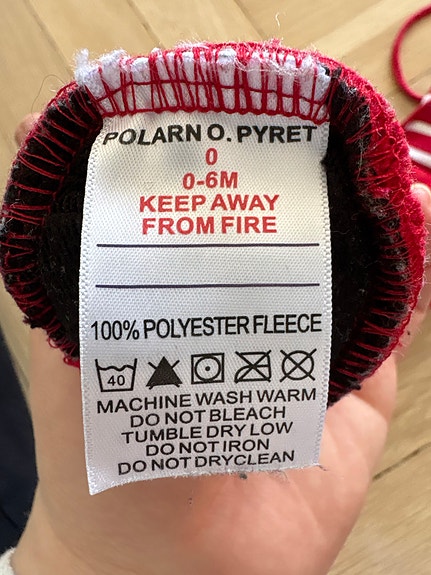 POLARN O. PYRET
0
0-6M
KEEP AWAY
FROM FIRE
100% POLYESTER FLEECE
40
MACHINE WASH WARM
DO NOT BLEACH
TUMBLE DRY LOW
DO NOT IRON
DO NOT DRYCLEAN